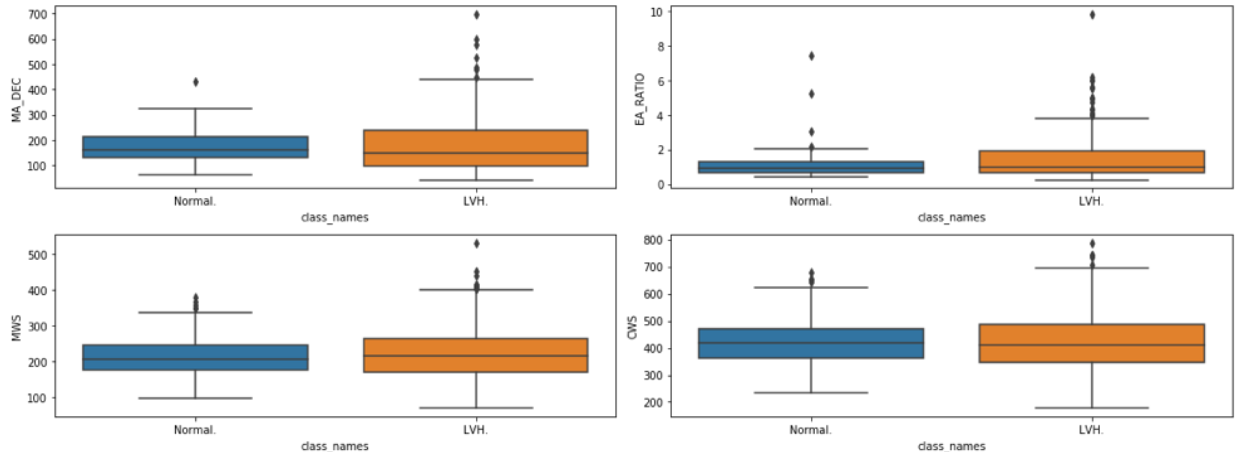 700
600
500
400
300
200
100
MA_DEC
Normal.
LVH.
class_names
10
8
6
4
2
0
EA_RATIO
Normal.
LVH.
class_names
500
400
300
200
100
MWS
Normal.
LVH.
class_names
800
700
600
500
400
300
200
CWS
Normal.
LVH.
class_names